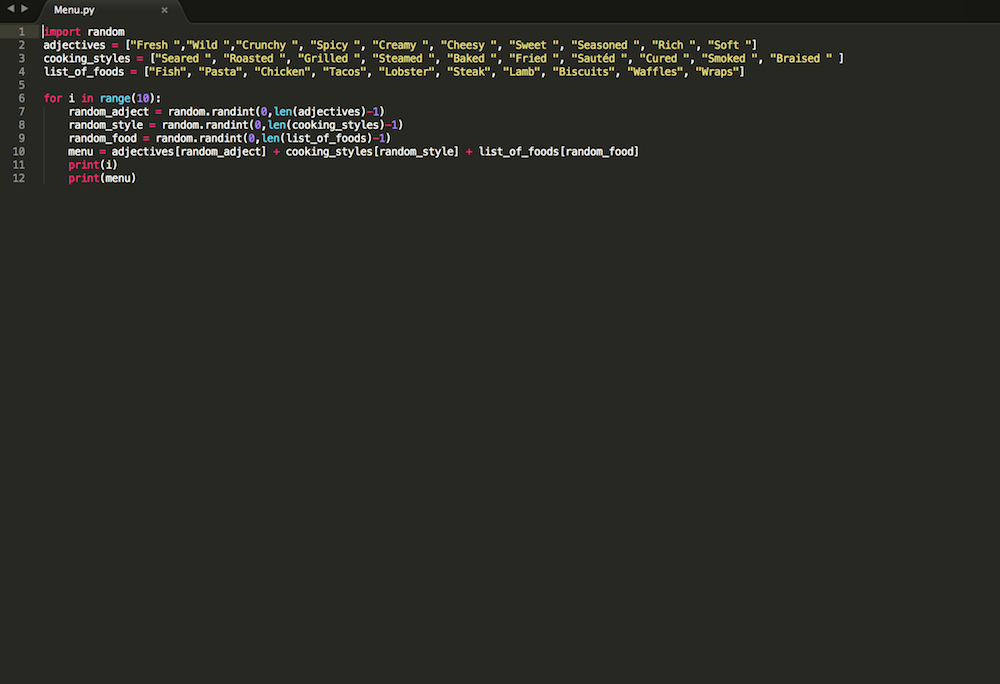 Menu.py
1 import random
2 adjectives = ["Fresh ","Wild ","Crunchy ", "Spicy ", "Creamy ", "Cheesy ", "Sweet ", "Seasoned ", "Rich ", "Soft "]
3 cooking_styles = ["Seared ", "Roasted ", "Grilled ", "Steamed ", "Baked ", "Fried ", "Sautéd ", "Cured ", "Smoked ", "Braised " ]
4 list_of_foods = ["Fish", "Pasta", "Chicken", "Tacos", "Lobster", "Steak", "Lamb", "Biscuits", "Waffles", "Wraps"]
5
6 for i in range(10):
7     random_adject = random.randint(0,len(adjectives)-1)
8     random_style = random.randint(0,len(cooking_styles)-1)
9     random_food = random.randint(0,len(list_of_foods)-1)
10     menu = adjectives[random_adject] + cooking_styles[random_style] + list_of_foods[random_food]
11     print(i)
12     print(menu)